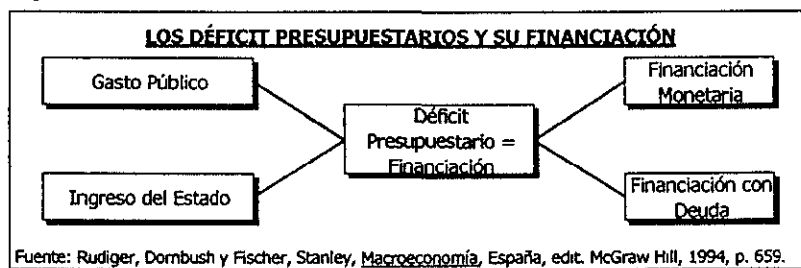 LOS DÉFICIT PRESUPUESTARIOS Y SU FINANCIACIÓN
Gasto Público
Ingreso del Estado
Déficit
Presupuestario =
Financiación
Financiación
Monetaria
Financiación con
Deuda
Fuente: Rudiger, Dornbush y Fischer, Stanley, Macroeconomía, España, edit. McGraw Hill, 1994, p. 659.